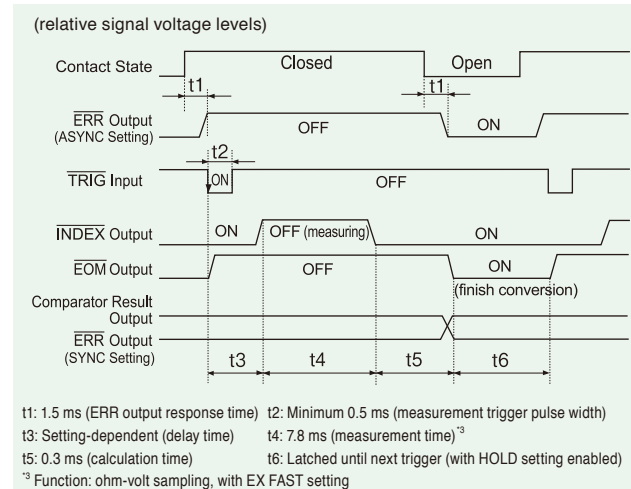 (relative signal voltage levels)
Contact State
Closed
Open
t1
t1
ERR Output
(ASYNC Setting)
OFF
ON
t2
TRIG Input
ON
OFF
INDEX Output
ON
OFF (measuring)
ON
EOM Output
OFF
ON
(finish conversion)
Comparator Result
Output
ERR Output
(SYNC Setting)
t3
t4
t5
t6
t1: 1.5 ms (ERR output response time) t2: Minimum 0.5 ms (measurement trigger pulse width)
t3: Setting-dependent (delay time) t4: 7.8 ms (measurement time)*3
t5: 0.3 ms (calculation time) t6: Latched until next trigger (with HOLD setting enabled)
*3 Function: ohm-volt sampling, with EX FAST setting